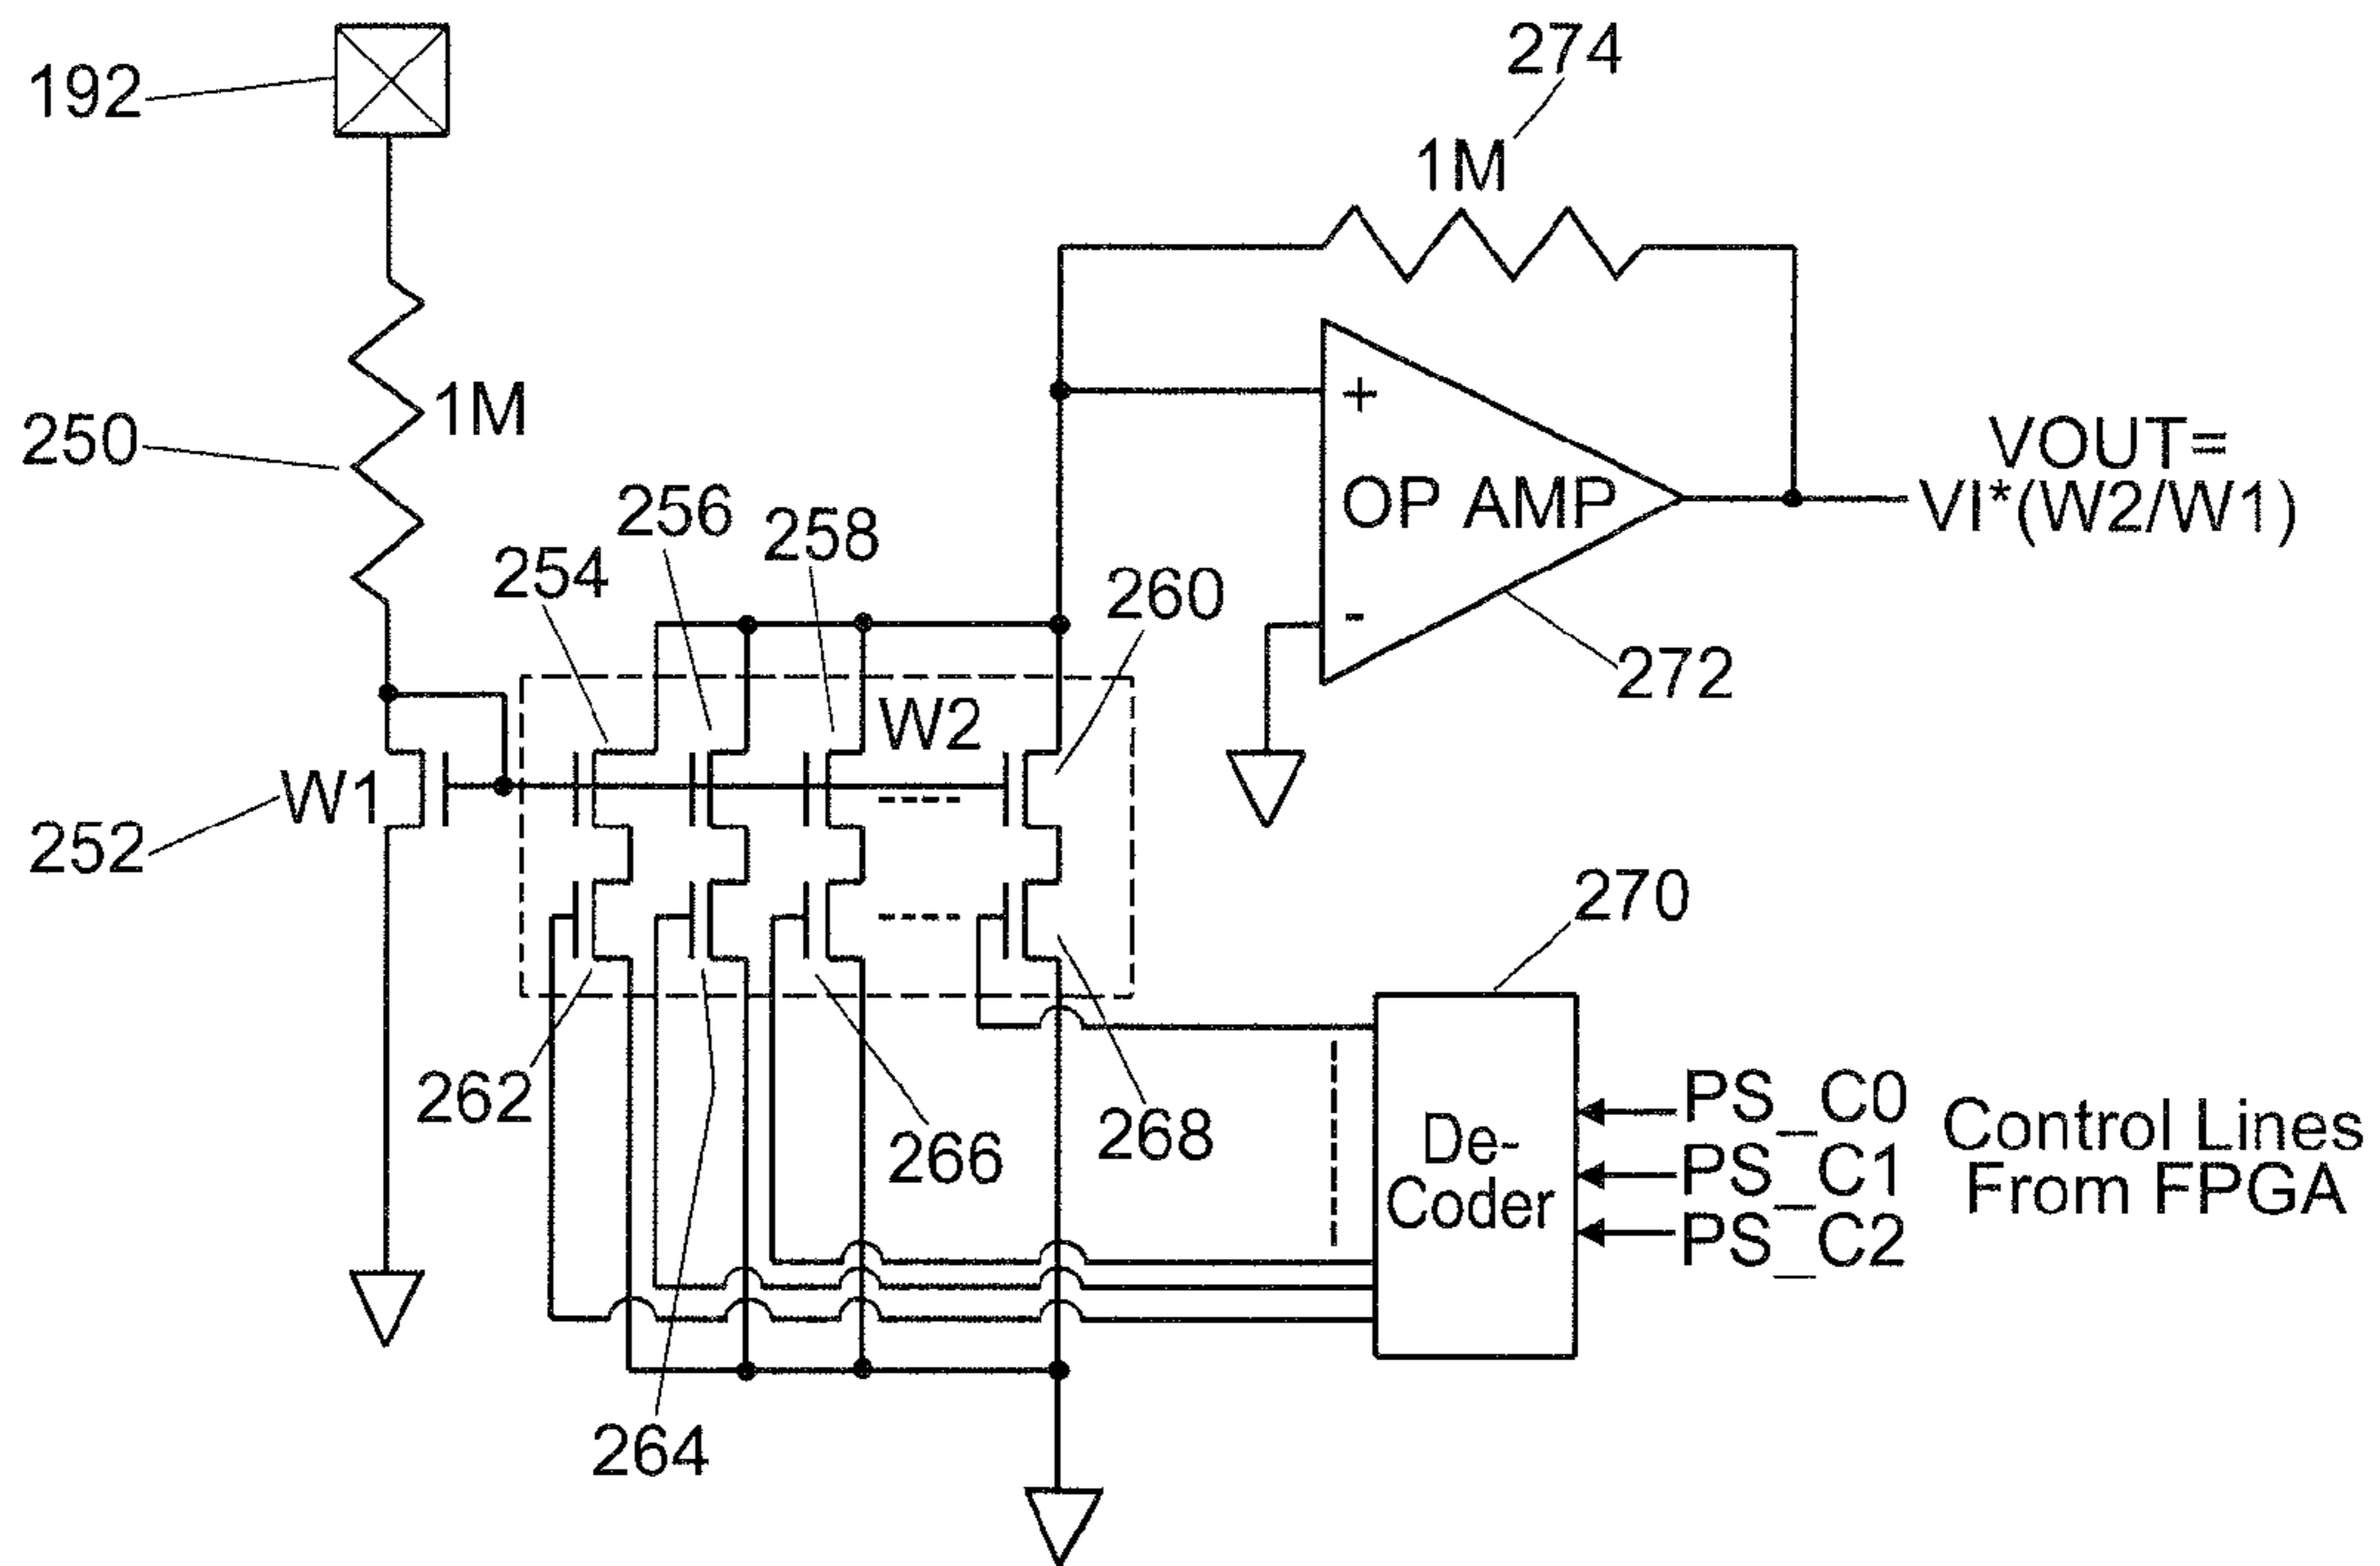 274
192
1M
1M
250
256
258
254
260
+
OP AMP
-
VOUT=
VI*(W2/W1)
272
W2
W1
252
270
262
266
268
264
De-
Coder
PS_C0
PS_C1
PS_C2
Control Lines
From FPGA